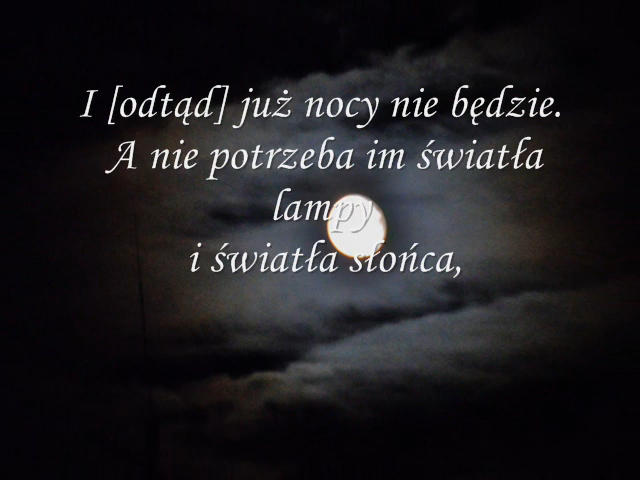 I [odtąd] już nocy nie będzie.
A nie potrzeba im światła
lampy
i światła słońca,